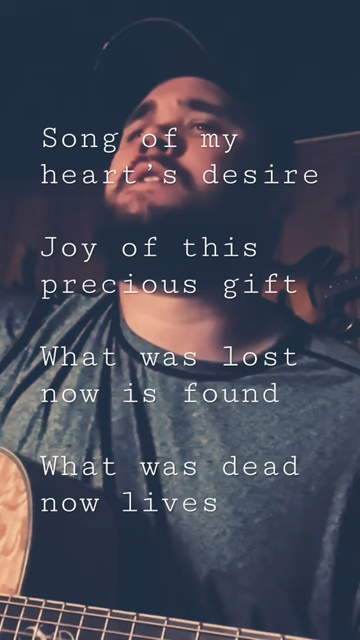 Song of my
heart's desire
Joy of this
precious gift
What was lost
now is found
What was dead
now lives